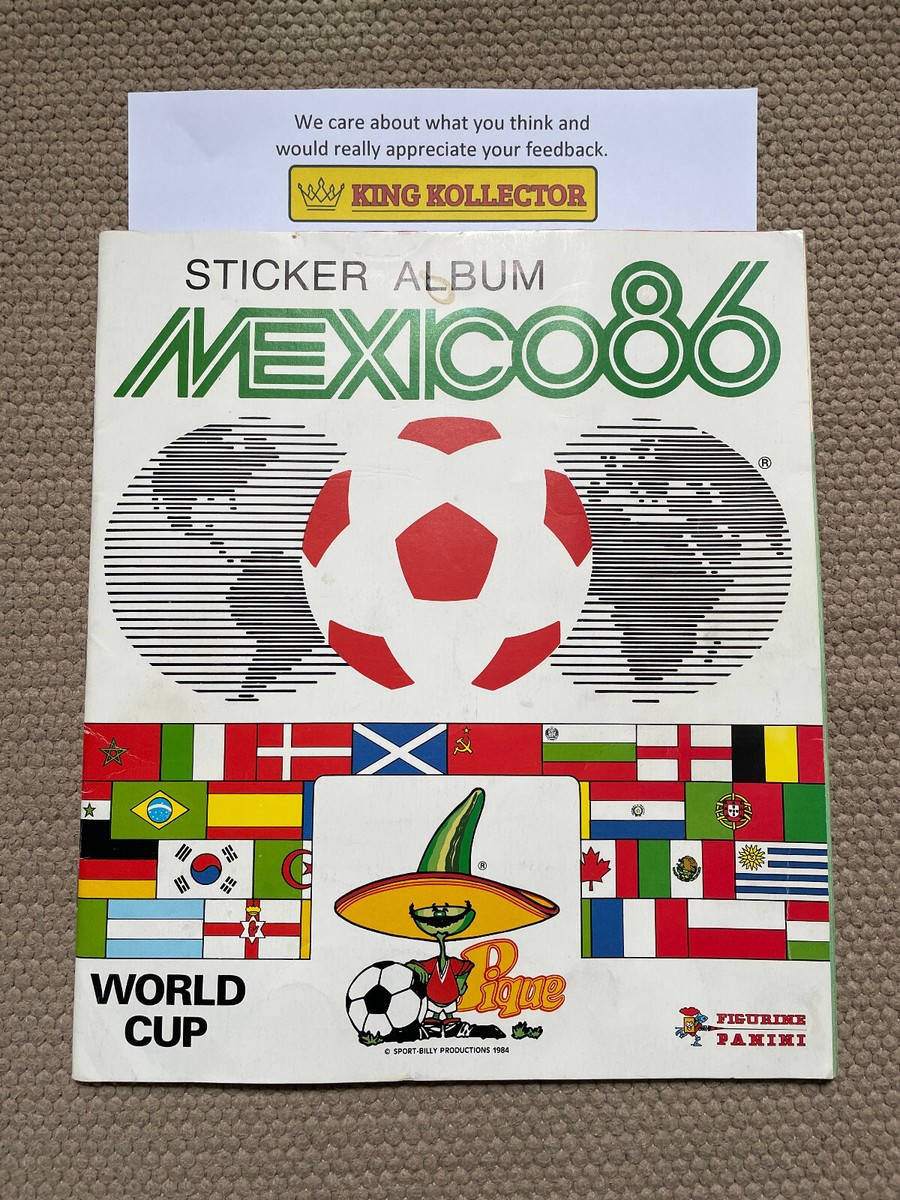 We care about what you think and
would really appreciate your feedback.
KING KOLLECTOR
STICKER ALBUM
MEXICO86
®
®
Pique
WORLD
CUP
© SPORT-BILLY PRODUCTIONS 1984
FIGURINE
PANINI